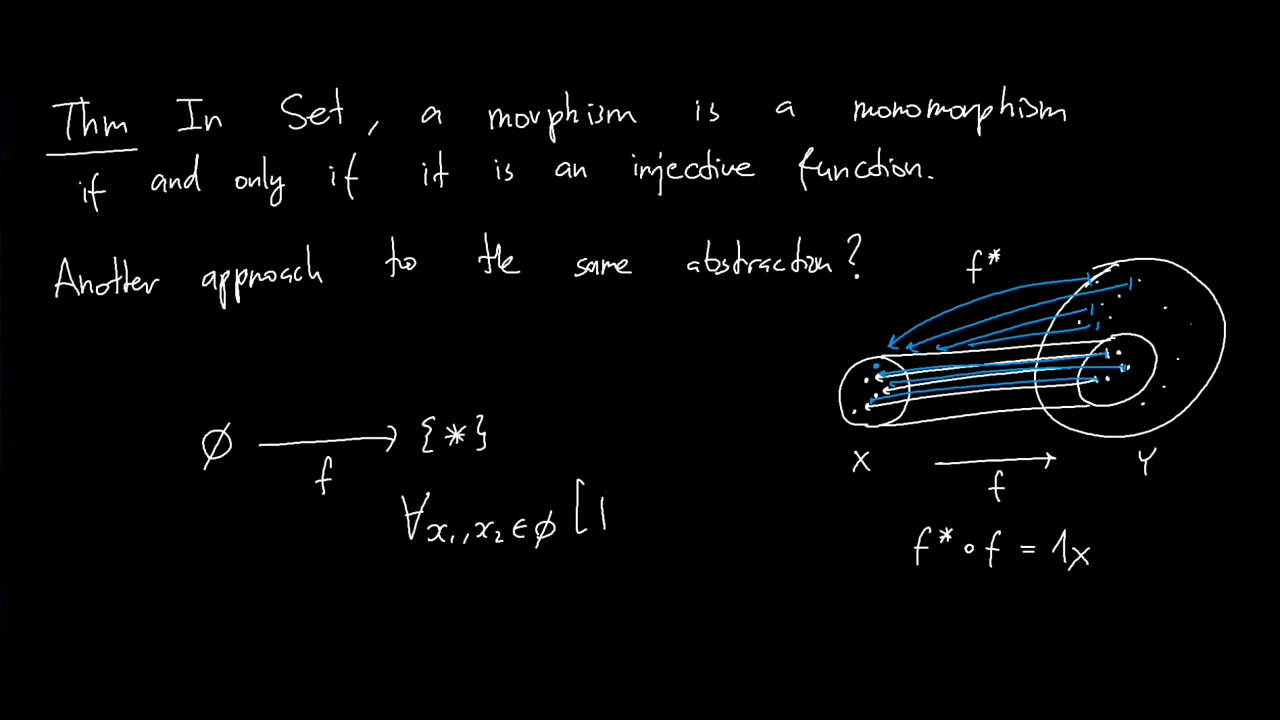 Thm In Set, a morphism is a monomorphism
if and only if it is an injective function.
Another approach to the same abstraction?
f*
∅ → {*}
f
X → Y
f
∀x₁,x₂∈∅ [
f*∘f = 1x